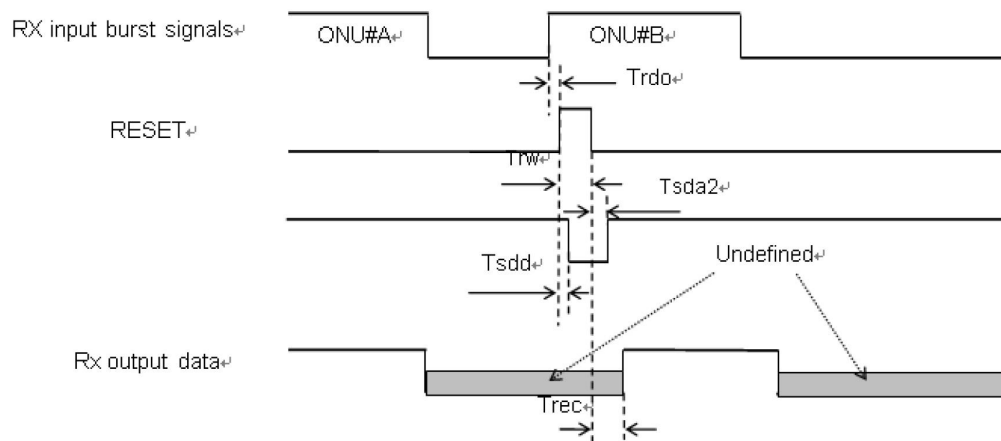 RX input burst signals↵
ONU#A↵
ONU#B↵
Trdo↵
RESET↵
Trw↵
Tsda2↵
Tsdd↵
Undefined↵
Rx output data↵
Trec↵